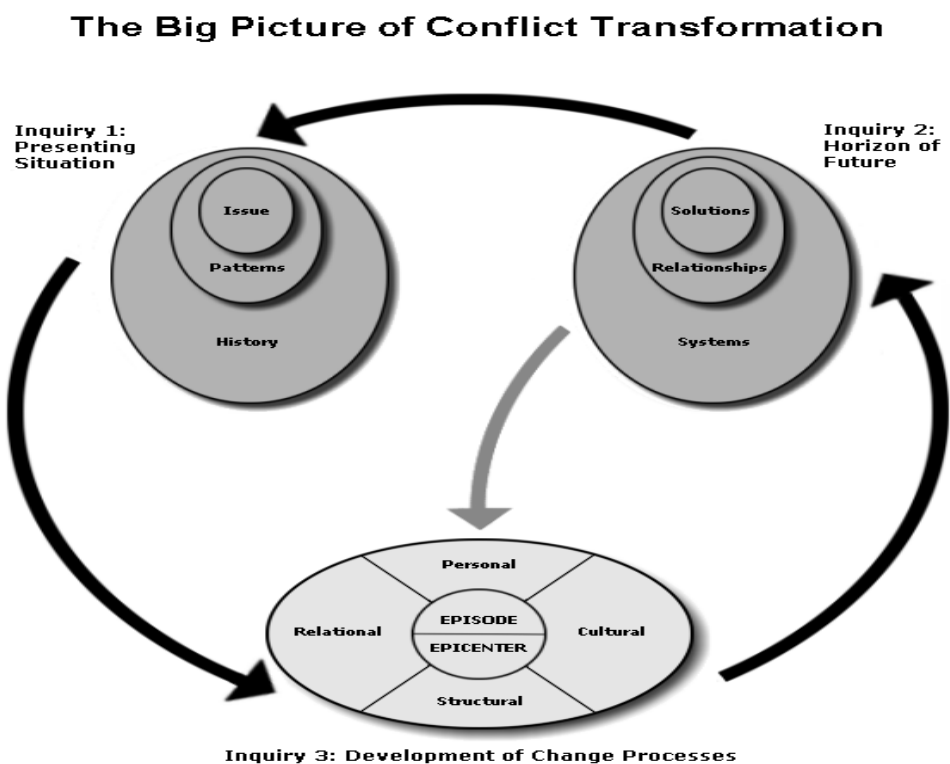 The Big Picture of Conflict Transformation
Inquiry 1:
Presenting
Situation
Inquiry 2:
Horizon of
Future
Issue
Patterns
History
Solutions
Relationships
Systems
Personal
Relational
EPISODE
EPICENTER
Cultural
Structural
Inquiry 3: Development of Change Processes